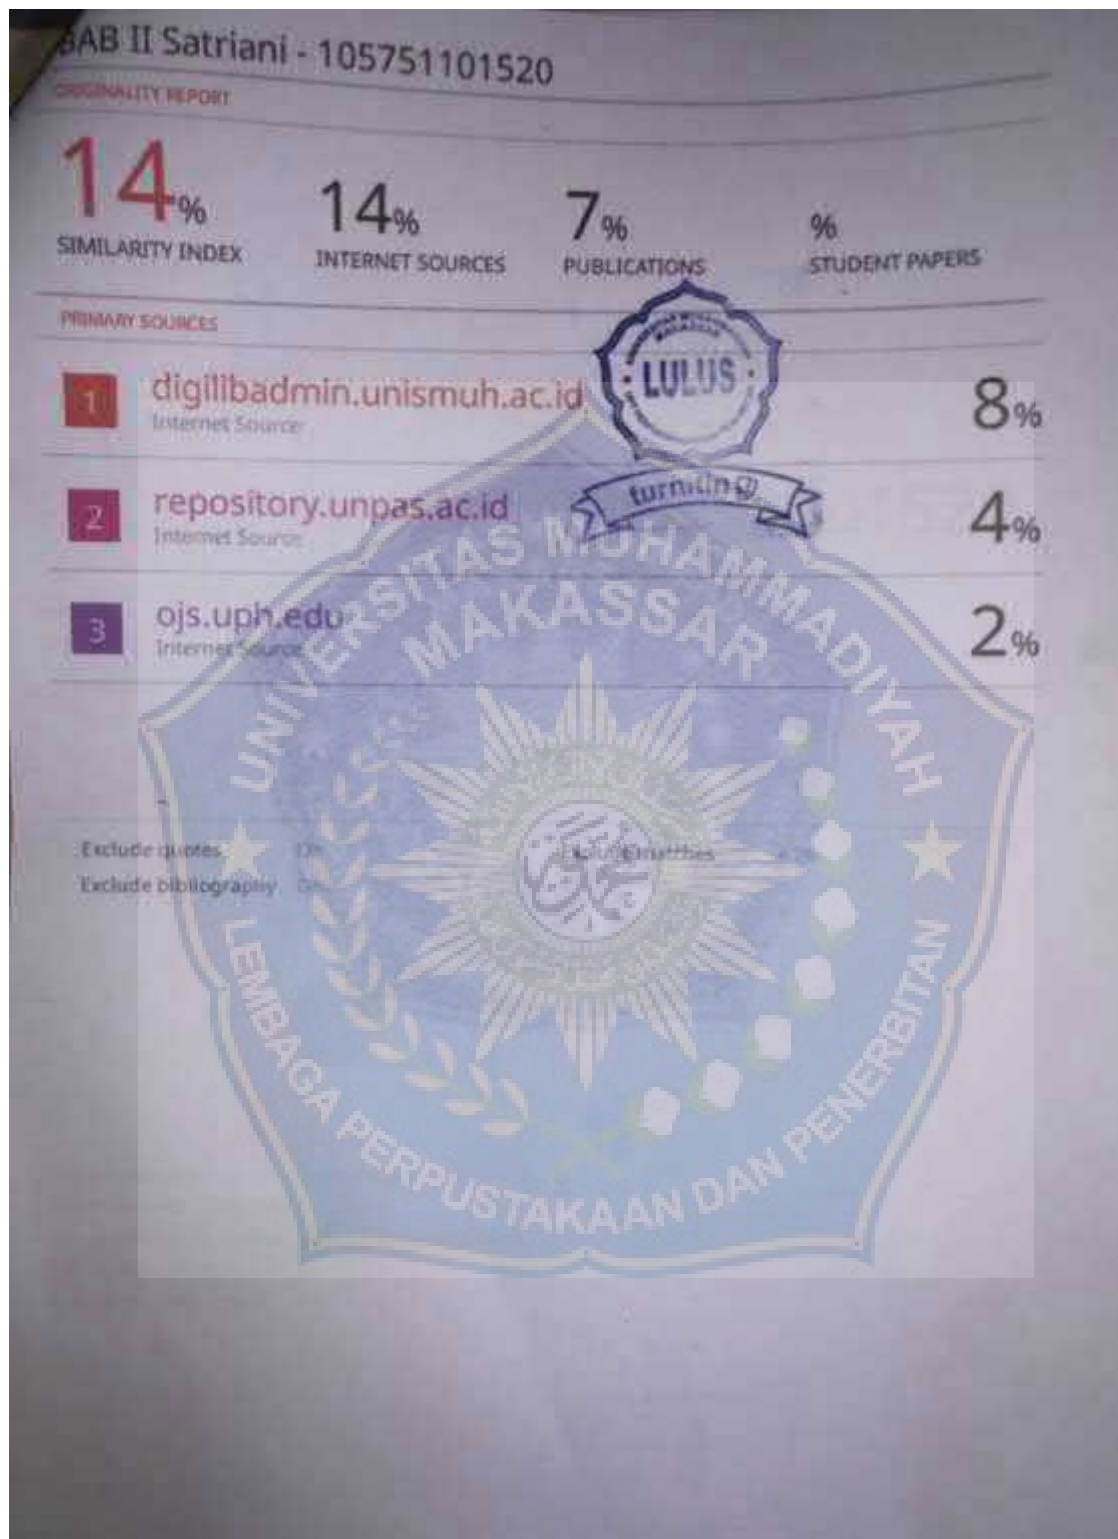 BAB II Satriani - 105751101520
ORIGINALITY REPORT
14%
SIMILARITY INDEX
14%
INTERNET SOURCES
7%
PUBLICATIONS
%
STUDENT PAPERS
PRIMARY SOURCES
1
digilibadmin.unismuh.ac.id
Internet Source
8%
LULUS
turnitin
2
repository.unpas.ac.id
Internet Source
4%
3
ojs.uph.edu
Internet Source
2%
UNIVERSITAS MUHAMMADIYAH
MAKASSAR
Exclude quotes
Exclude matches
Exclude bibliography
LEMBAGA PERPUSTAKAAN DAN PENERBITAN